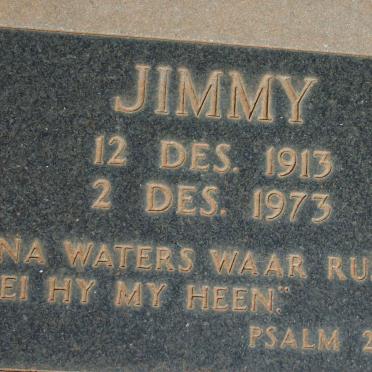 JIMMY
12 DES. 1913
2 DES. 1973
NA WATERS WAAR RU
EI HY MY HEEN."
PSALM 2